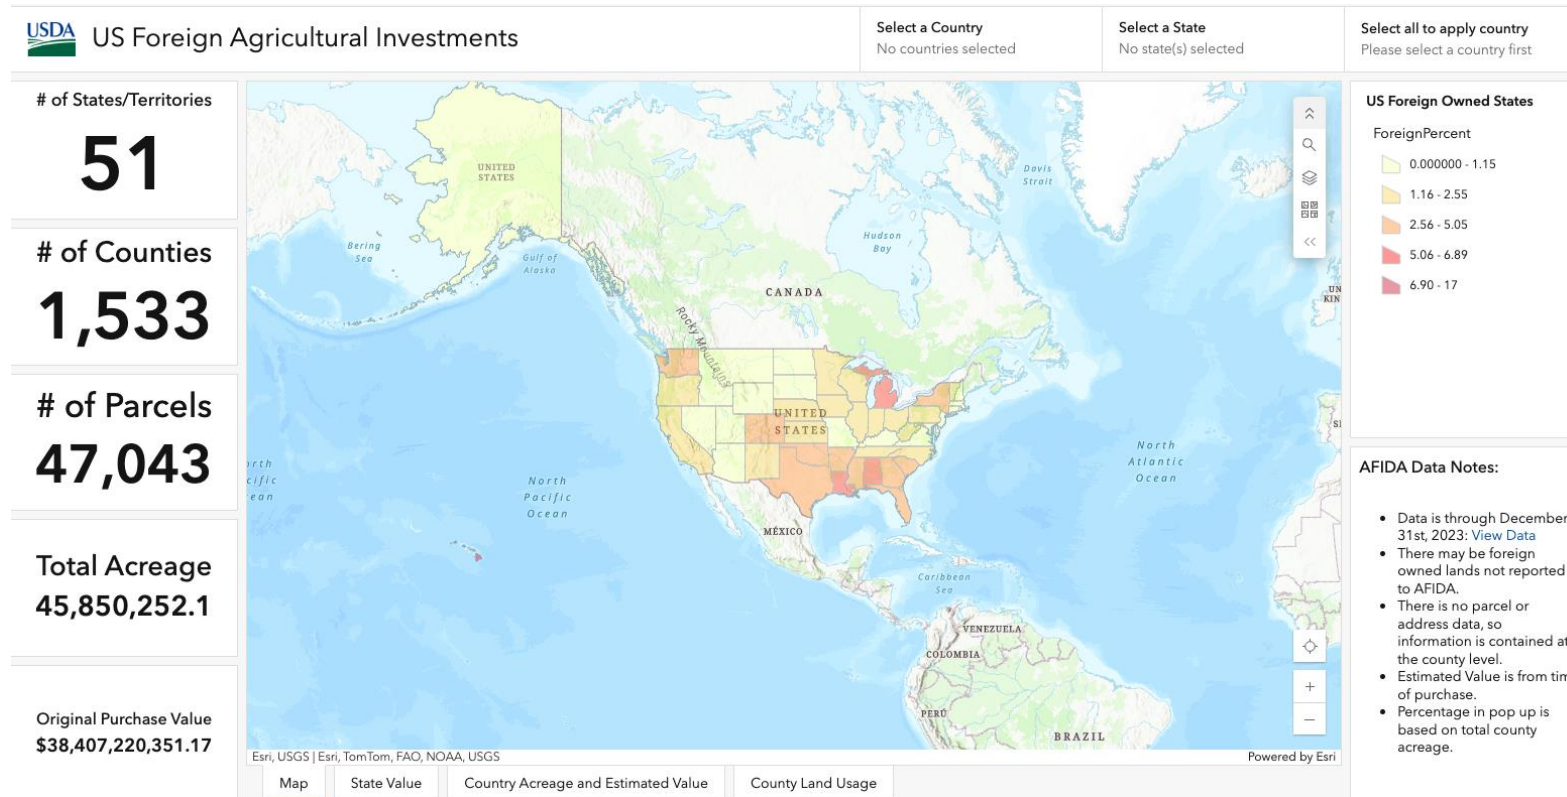 USDA
US Foreign Agricultural Investments
Select a Country
No countries selected
Select a State
No state(s) selected
Select all to apply country
Please select a country first
# of States/Territories
51
# of Counties
1,533
# of Parcels
47,043
Total Acreage
45,850,252.1
Original Purchase Value
$38,407,220,351.17
UNITED
STATES
Bering
Sea
Gulf of
Alaska
Davis
Strait
Hudson
Bay
CANADA
Rocky Mountains
UN
KIN
UNITED
STATES
North
Pacific
Ocean
North
Atlantic
Ocean
MÉXICO
Caribbean
Sea
VENEZUELA
COLOMBIA
PERÚ
BRAZIL
Esri, USGS | Esri, TomTom, FAO, NOAA, USGS
Powered by Esri
Map
State Value
Country Acreage and Estimated Value
County Land Usage
US Foreign Owned States
ForeignPercent
0.000000 - 1.15
1.16 - 2.55
2.56 - 5.05
5.06 - 6.89
6.90 - 17
AFIDA Data Notes:
• Data is through December
31st, 2023: View Data
• There may be foreign
owned lands not reported
to AFIDA.
• There is no parcel or
address data, so
information is contained at
the county level.
• Estimated Value is from tim
of purchase.
• Percentage in pop up is
based on total county
acreage.